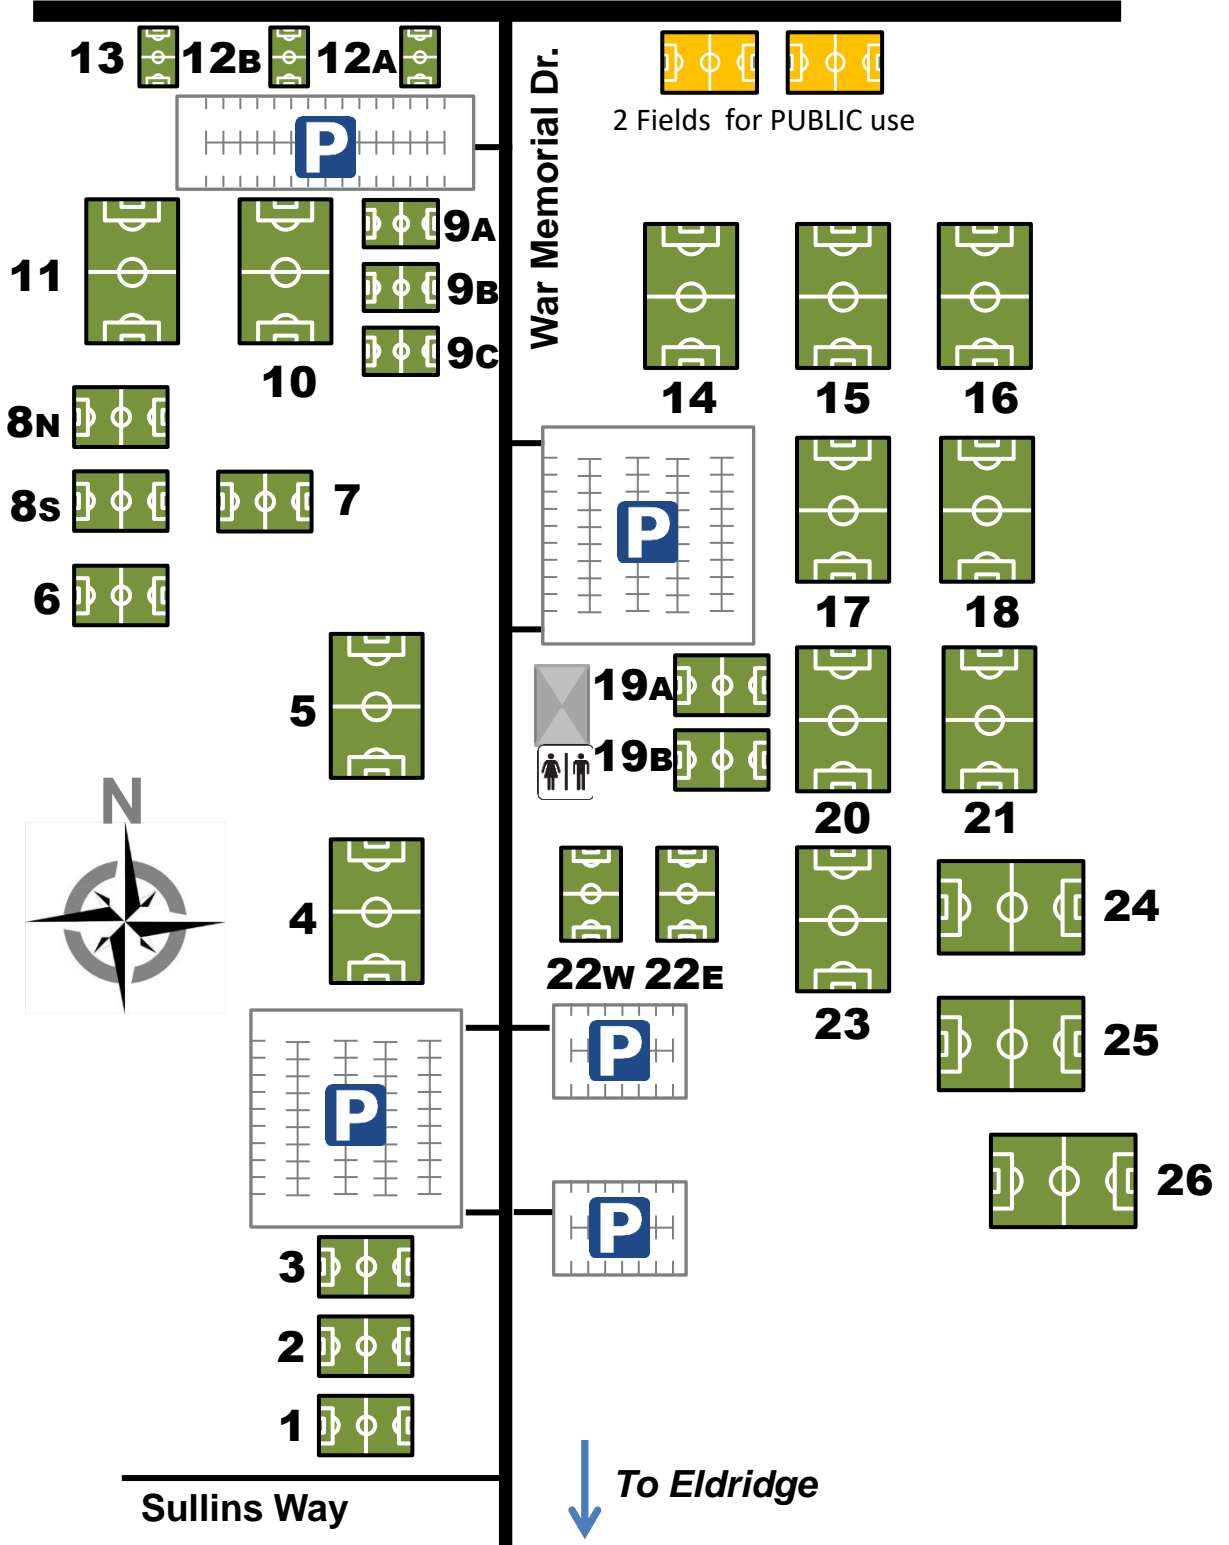 13 12B 12A
War Memorial Dr.
2 Fields for PUBLIC use
P
9A
11
9B
9C
10
14 15 16
8N
8S 7
P
6
17 18
19A
5
19B
N
20 21
4
24
22W 22E
23
25
P
P
26
P
3
2
1
To Eldridge
Sullins Way